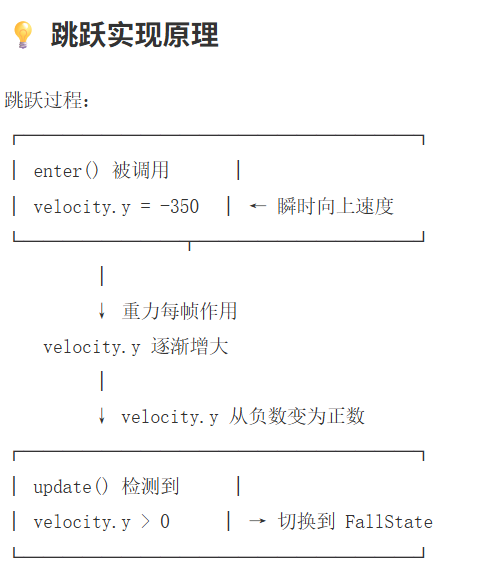 💡 跳跃实现原理
跳跃过程：
┌─────────────────────┐
│ enter() 被调用 │
│ velocity.y = -350 │ ← 瞬时向上速度
└─────────┬───────────┘
│
↓ 重力每帧作用
velocity.y 逐渐增大
│
↓ velocity.y 从负数变为正数
┌─────────────────────┐
│ update() 检测到 │
│ velocity.y > 0 │ → 切换到 FallState
└─────────────────────┘